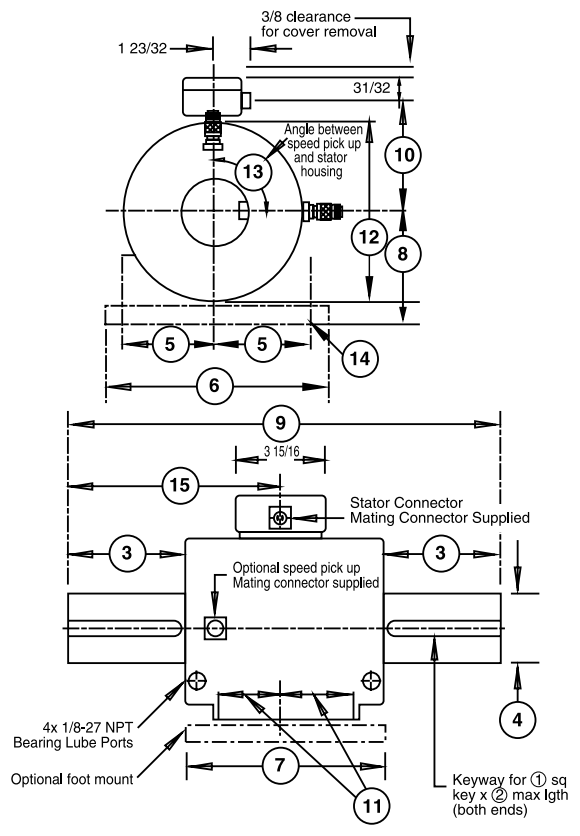 3/8 clearance
for cover removal
1 23/32
31/32
Angle between
speed pick up
and stator
housing
10
13
12
8
5
5
14
6
9
3 15/16
15
Stator Connector
Mating Connector Supplied
3
3
Optional speed pick up
Mating connector supplied
4x 1/8-27 NPT
Bearing Lube Ports
4
Optional foot mount
7
11
Keyway for ① sq
key x ② max lgth
(both ends)